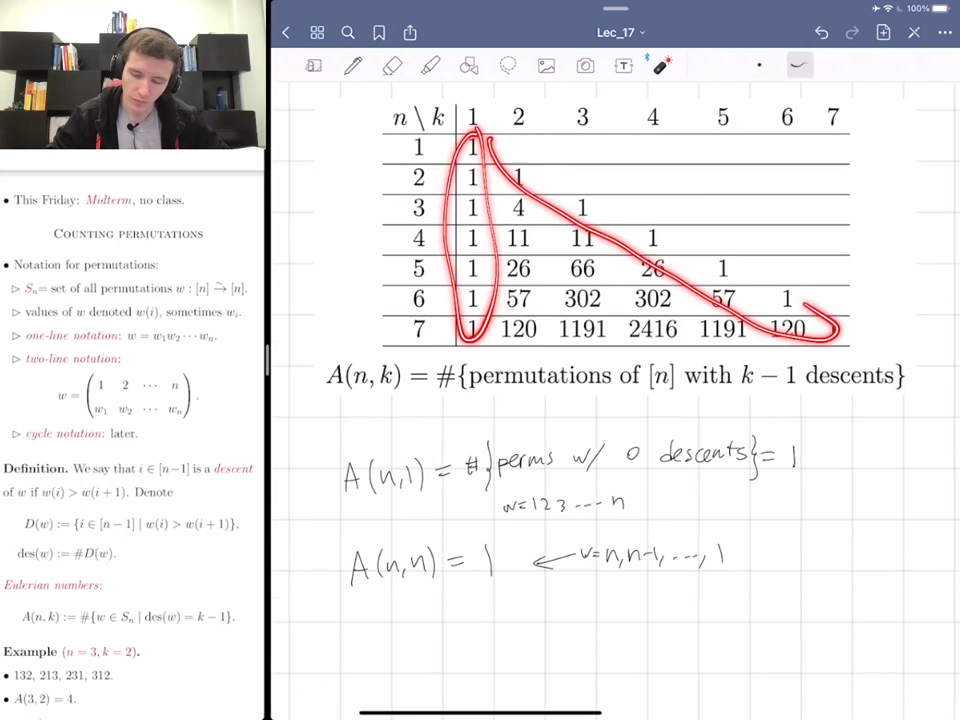 100%
Lec_17
• This Friday: Midterm, no class.
COUNTING PERMUTATIONS
• Notation for permutations:
▷ Sₙ= set of all permutations w : [n] ⥲ [n].
▷ values of w denoted w(i), sometimes wᵢ.
▷ one-line notation: w = w₁w₂ ⋯ wₙ.
▷ two-line notation:
w = ( 1 2 ⋯ n
w₁ w₂ ⋯ wₙ ) .
▷ cycle notation: later.
Definition. We say that i ∈ [n−1] is a descent
of w if w(i) > w(i + 1). Denote
D(w) := {i ∈ [n − 1] | w(i) > w(i + 1)},
des(w) := #D(w).
Eulerian numbers:
A(n, k) := #{w ∈ Sₙ | des(w) = k − 1}.
Example (n = 3, k = 2).
• 132, 213, 231, 312.
• A(3, 2) = 4.
n \ k 1 2 3 4 5 6 7
1 1
2 1 1
3 1 4 1
4 1 11 11 1
5 1 26 66 26 1
6 1 57 302 302 57 1
7 1 120 1191 2416 1191 120
A(n, k) = #{permutations of [n] with k − 1 descents}
A(n,1) = #{perms w/ 0 descents} = 1
w=123 ---- n
A(n,n) = 1 ← w=n,n-1, ..., 1